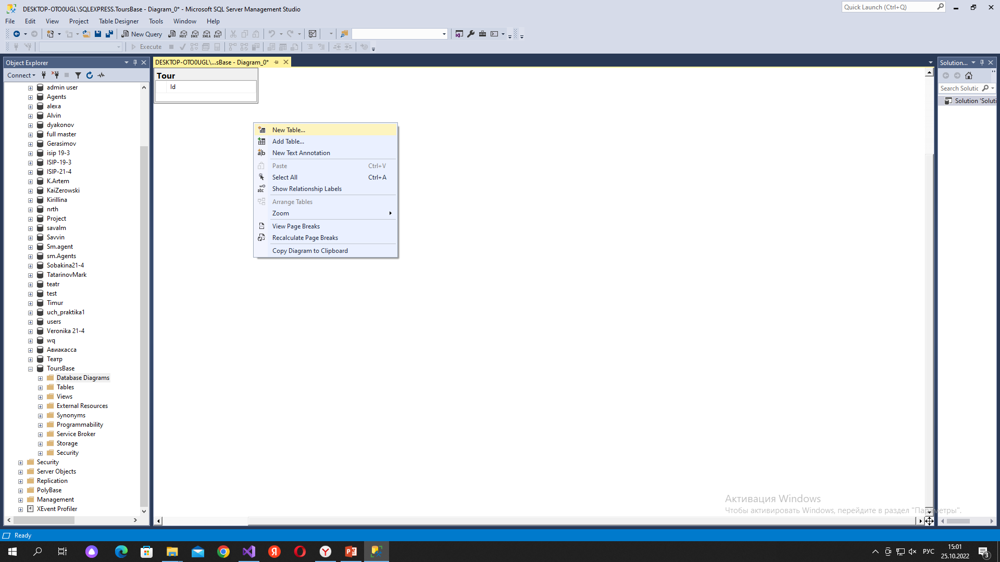 DESKTOP-OTO0UGL\SQLEXPRESS.ToursBase - Diagram_0* - Microsoft SQL Server Management Studio
Quick Launch (Ctrl+Q)
File Edit View Project Table Designer Tools Window Help
New Query
MDX DMX XMLA DAX
Execute
Object Explorer
Connect
admin user
Agents
alexa
Alvin
dyakonov
full master
Gerasimov
isip 19-3
ISIP-19-3
ISIP-21-4
K.Artem
KaiZerowski
Kirillina
nrth
Project
savalm
Savvin
Sm.agent
sm.Agents
Sobakina21-4
TatarinovMark
teatr
test
Timur
uch_praktika1
users
Veronika 21-4
wq
Авиакасса
Театр
ToursBase
Database Diagrams
Tables
Views
External Resources
Synonyms
Programmability
Service Broker
Storage
Security
Security
Server Objects
Replication
PolyBase
Management
XEvent Profiler
DESKTOP-OTO0UGL\...sBase - Diagram_0*
Tour
Id
New Table...
Add Table...
New Text Annotation
Paste Ctrl+V
Select All Ctrl+A
Show Relationship Labels
Arrange Tables
Zoom
View Page Breaks
Recalculate Page Breaks
Copy Diagram to Clipboard
Solution...
Search Solutic
Solution 'Soluti
Активация Windows
Чтобы активировать Windows, перейдите в раздел "Параметры".
Ready
РУС
15:01
25.10.2022
3